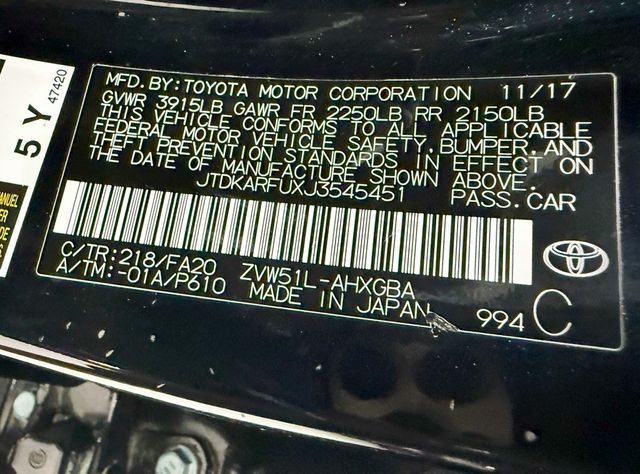 MFD. BY: TOYOTA MOTOR CORPORATION 11/17
GVWR 3915LB GAWR FR 2250LB RR 2150LB
THIS VEHICLE CONFORMS TO ALL APPLICABLE
FEDERAL MOTOR VEHICLE SAFETY, BUMPER, AND
THEFT PREVENTION STANDARDS IN EFFECT ON
THE DATE OF MANUFACTURE SHOWN ABOVE.
JTDKARFUXJ3545451 PASS.CAR
C/TR:218/FA20 ZVW51L-AHXGBA
A/TM:-01A/P610 MADE IN JAPAN
994 C
5 Y
47420